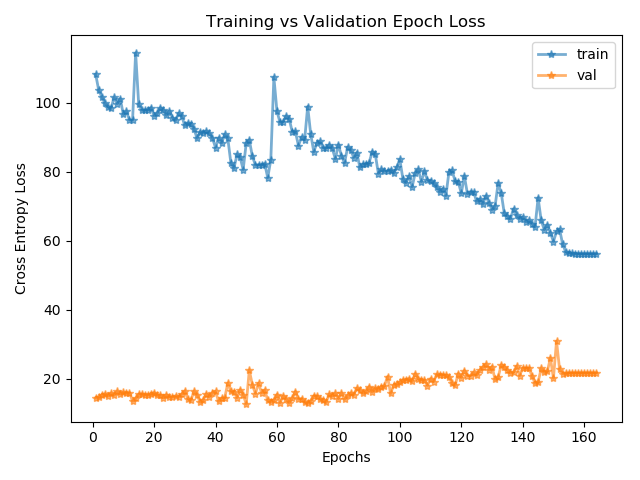 Training vs Validation Epoch Loss
train
val
Cross Entropy Loss
100
80
60
40
20
0 20 40 60 80 100 120 140 160
Epochs